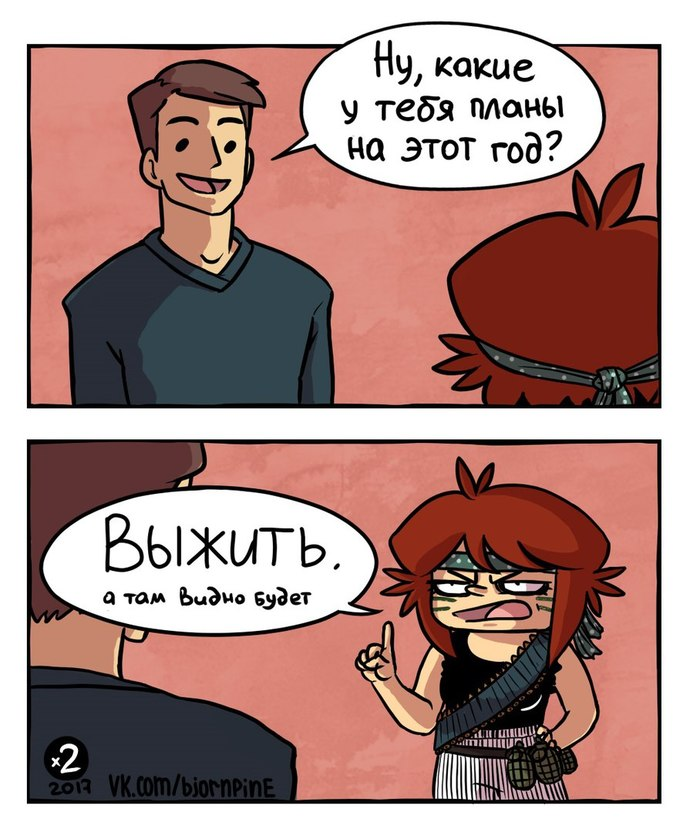 Ну, какие
у тебя планы
на этот год?
Выжить.
а там видно будет
x2
2017 VK.com/bjornpine